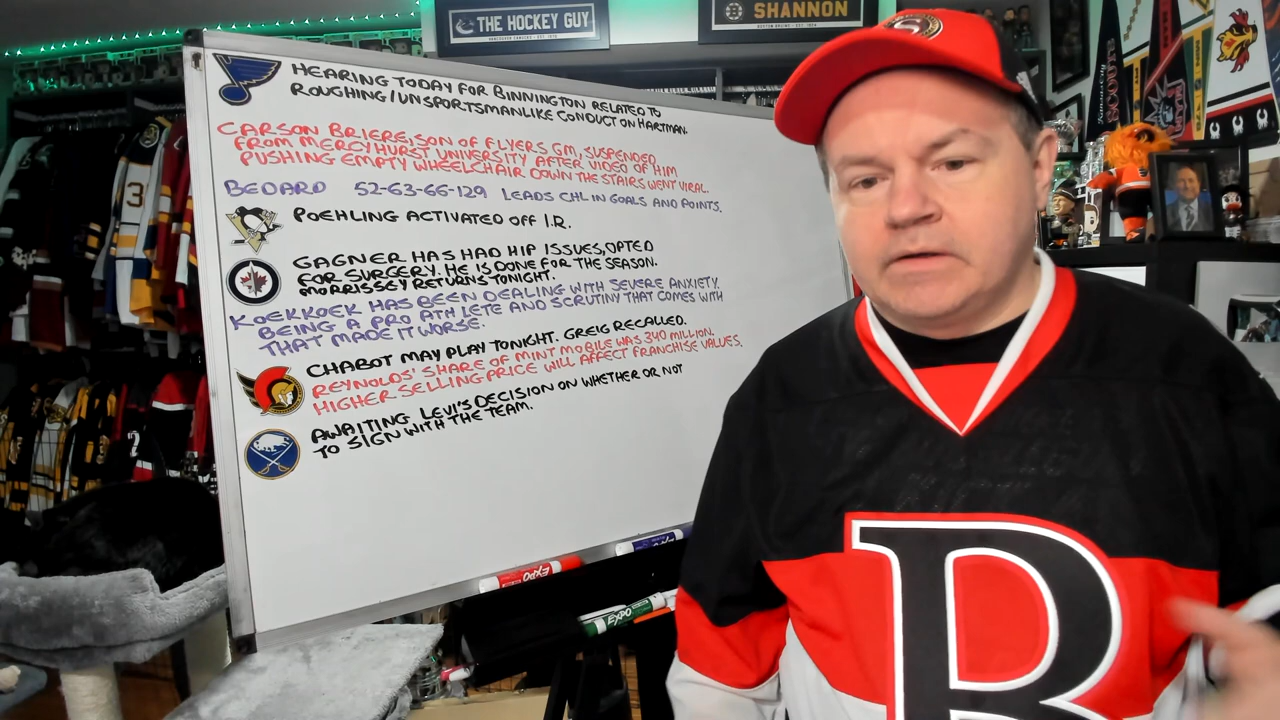 THE HOCKEY GUY
SHANNON
HEARING TODAY FOR BINNINGTON RELATED TO
ROUGHING/UNSPORTSMANLIKE CONDUCT ON HARTMAN.
CARSON BRIERE, SON OF FLYERS GM, SUSPENDED
FROM MERCYHURST UNIVERSITY AFTER VIDEO OF HIM
PUSHING EMPTY WHEELCHAIR DOWN THE STAIRS WENT VIRAL.
BEDARD 52-63-66-129 LEADS CHL IN GOALS AND POINTS.
POEHLING ACTIVATED OFF I.R.
GAGNER HAS HAD HIP ISSUES, OPTED
FOR SURGERY. HE IS DONE FOR THE SEASON.
MORRISSEY RETURNS TONIGHT.
KOEKKOEK HAS BEEN DEALING WITH SEVERE ANXIETY.
BEING A PRO ATHLETE AND SCRUTINY THAT COMES WITH
THAT MADE IT WORSE.
CHABOT MAY PLAY TONIGHT. GREIG RECALLED.
REYNOLDS' SHARE OF MINT MOBILE WAS 340 MILLION.
HIGHER SELLING PRICE WILL AFFECT FRANCHISE VALUES.
AWAITING LEVI'S DECISION ON WHETHER OR NOT
TO SIGN WITH THE TEAM.
EXPO
EXPO
3
B